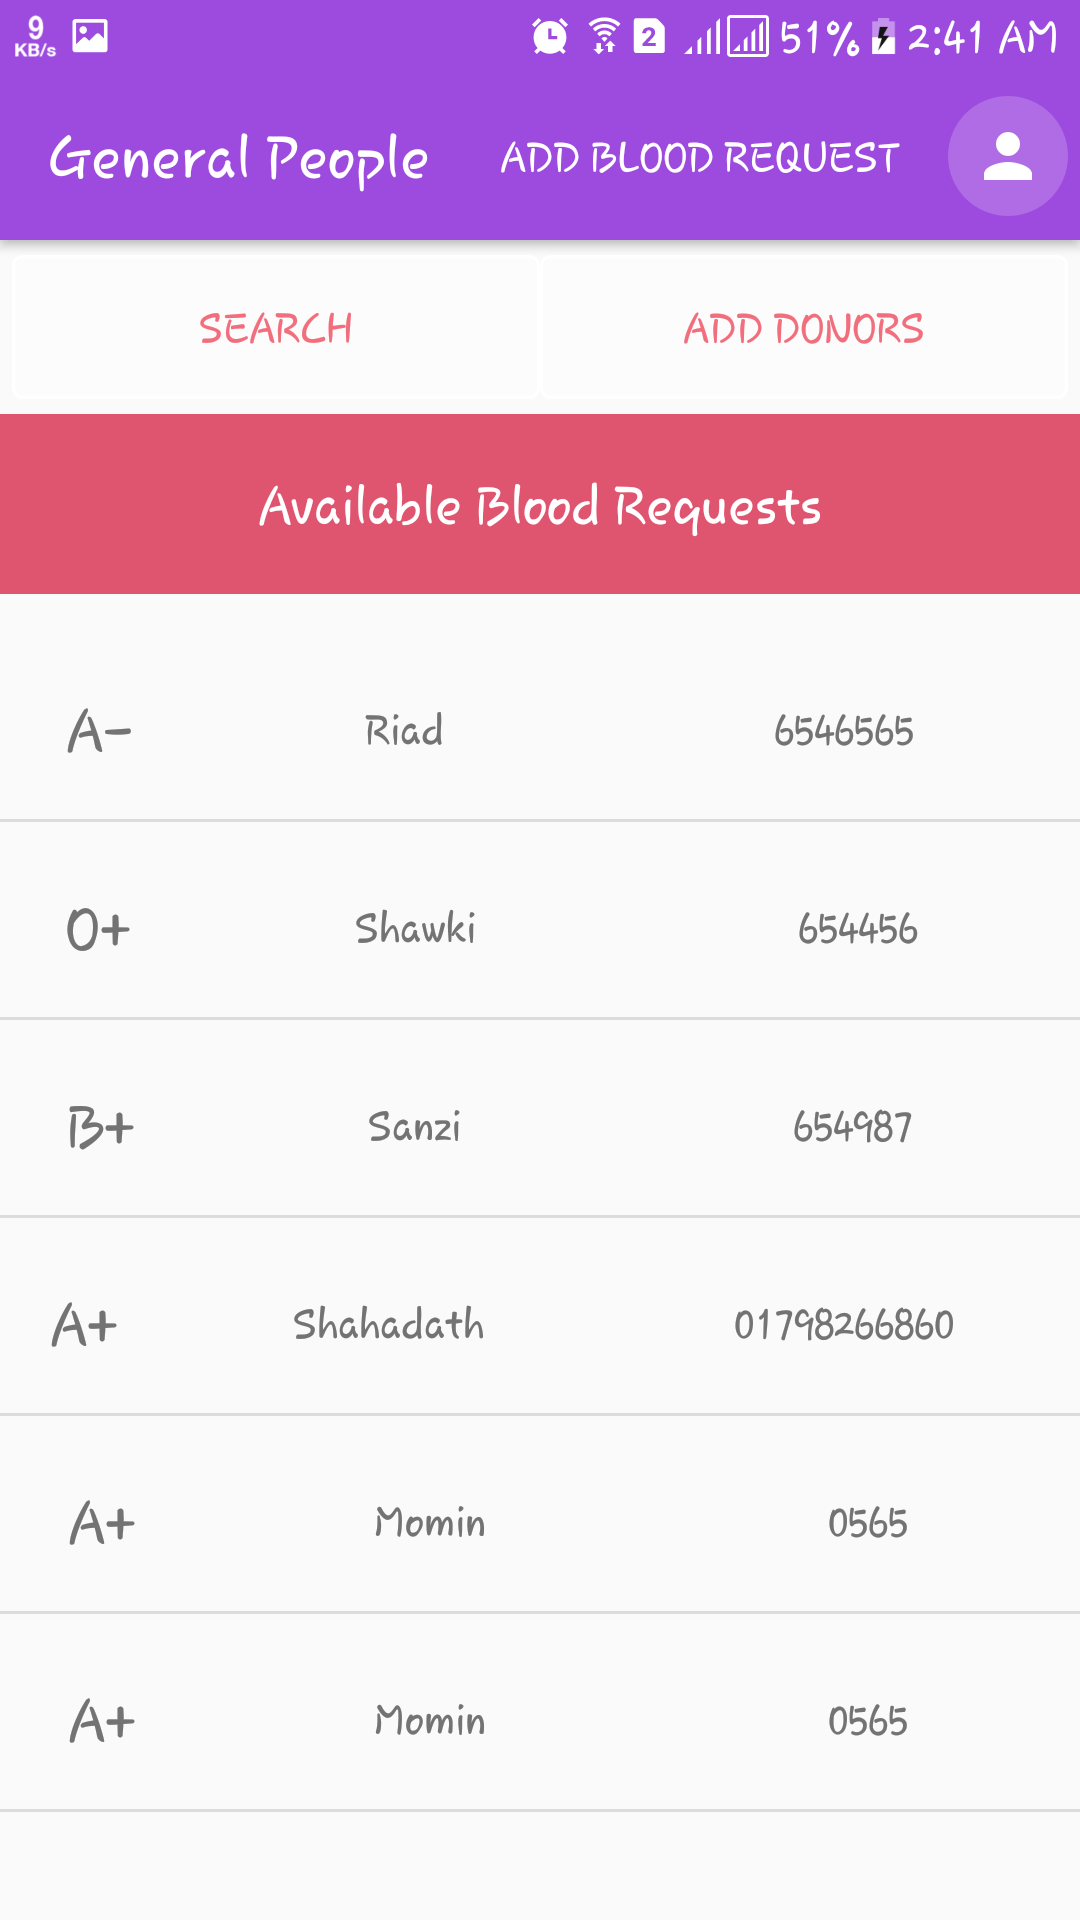 9 KB/s 2 51% 2:41 AM
General People ADD BLOOD REQUEST
SEARCH ADD DONORS
Available Blood Requests
A- Riad 6546565
O+ Shawki 654456
B+ Sanzi 654987
A+ Shahadath 01798266860
A+ Momin 0565
A+ Momin 0565